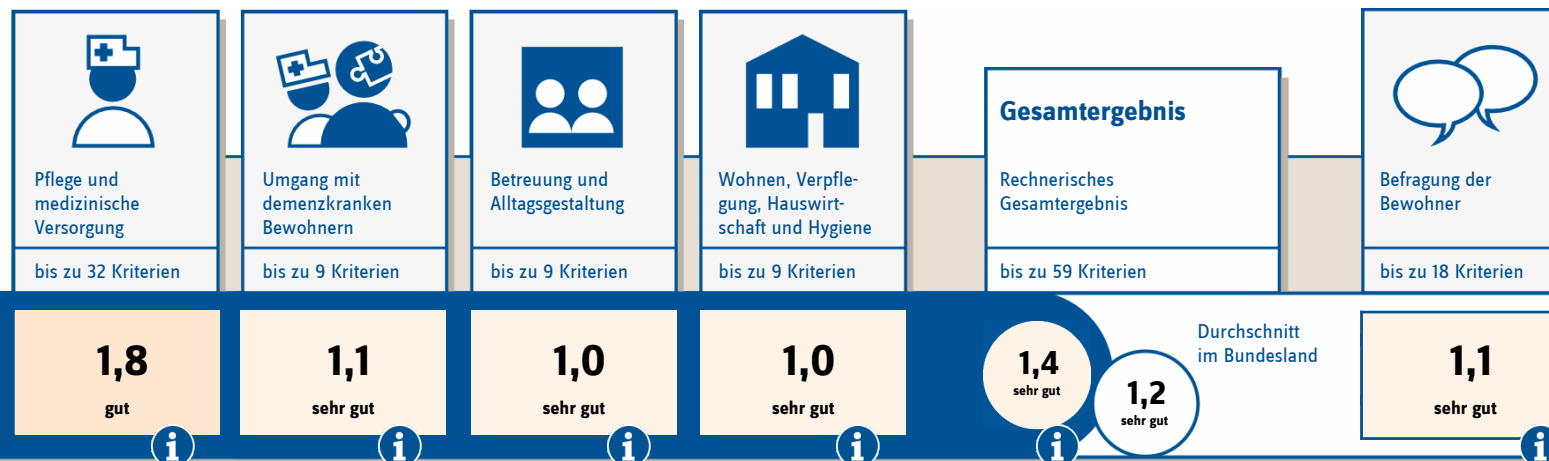 Pflege und
medizinische
Versorgung
bis zu 32 Kriterien
1,8
gut
i
Umgang mit
demenzkranken
Bewohnern
bis zu 9 Kriterien
1,1
sehr gut
i
Betreuung und
Alltagsgestaltung
bis zu 9 Kriterien
1,0
sehr gut
i
Wohnen, Verpfle-
gung, Hauswirt-
schaft und Hygiene
bis zu 9 Kriterien
1,0
sehr gut
i
Gesamtergebnis
Rechnerisches
Gesamtergebnis
bis zu 59 Kriterien
1,4
sehr gut
i
1,2
sehr gut
Durchschnitt
im Bundesland
Befragung der
Bewohner
bis zu 18 Kriterien
1,1
sehr gut
i